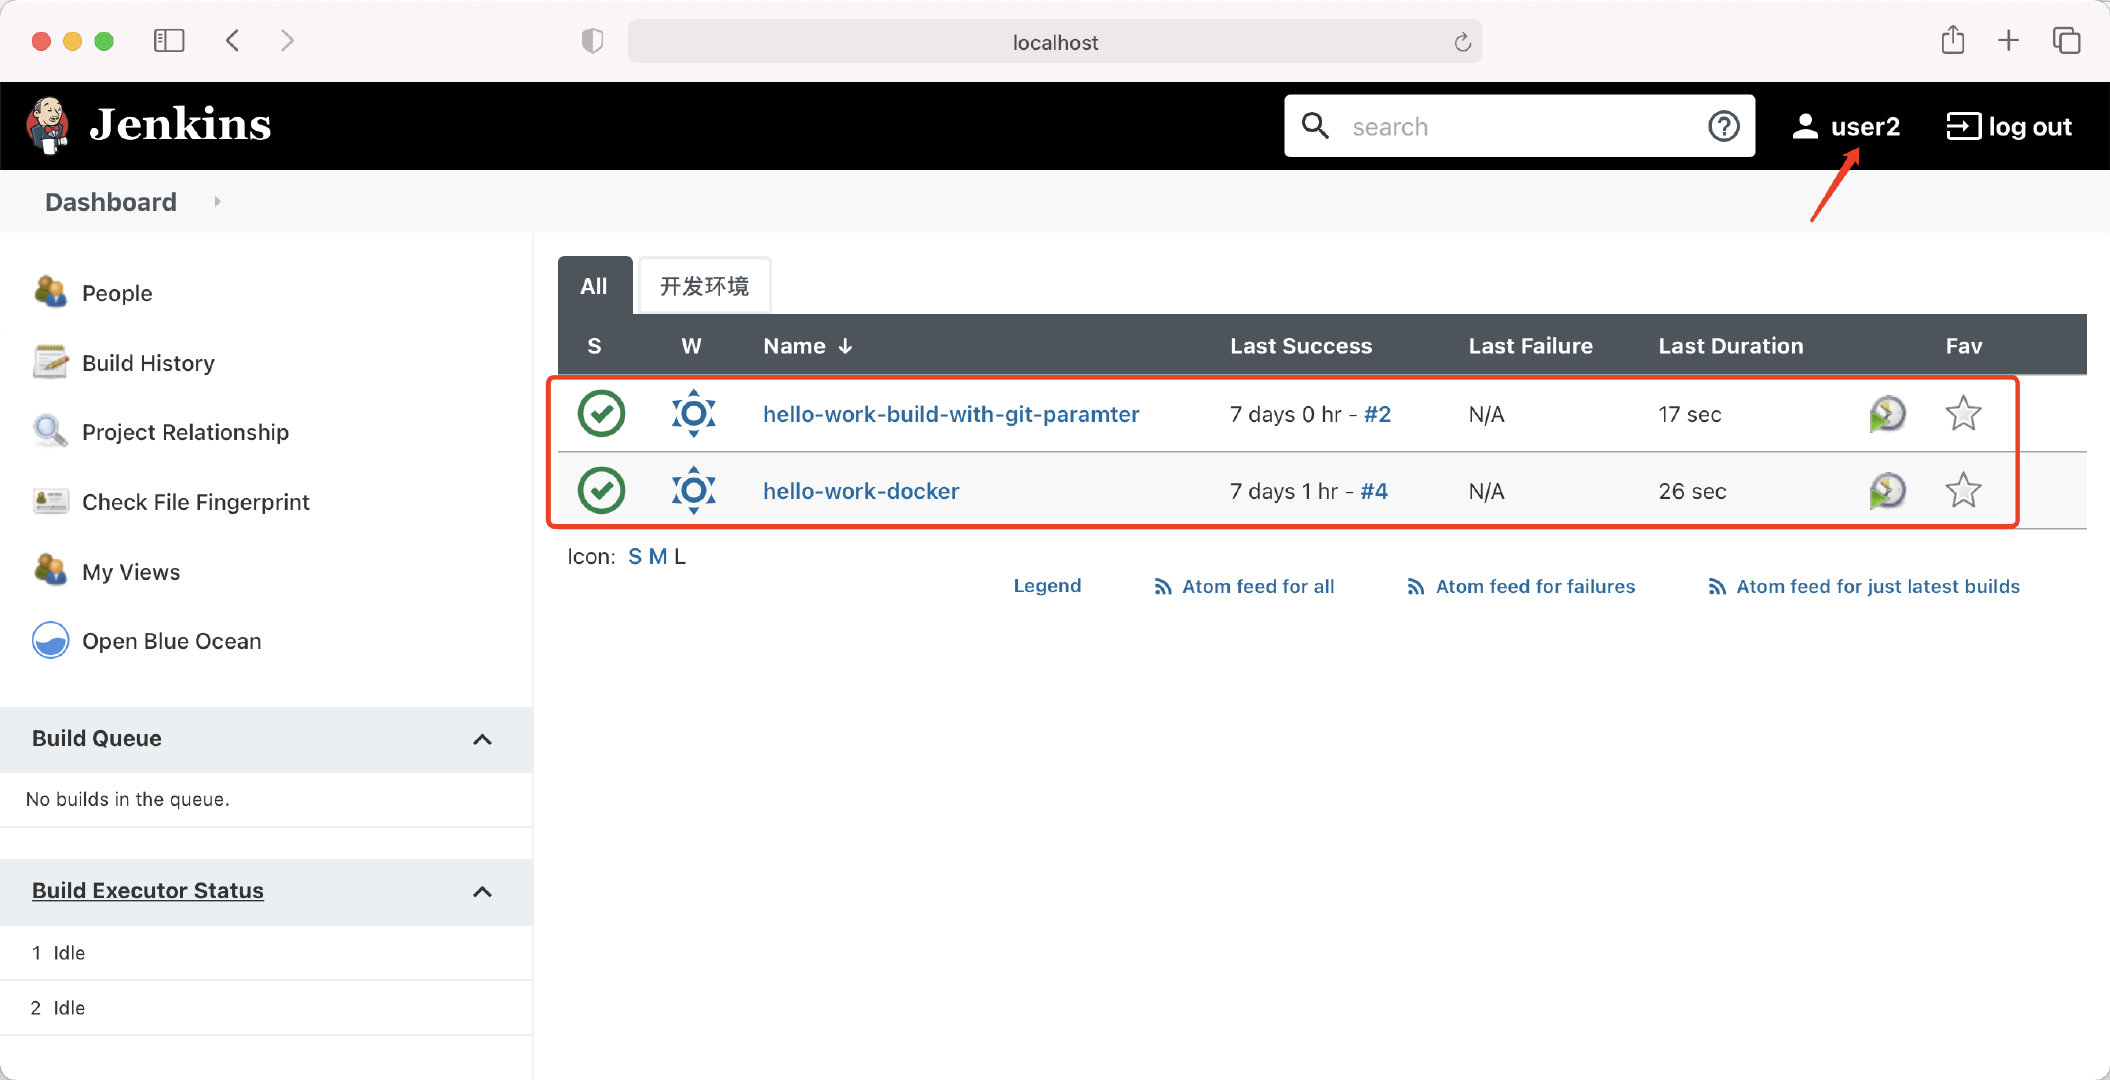 localhost
Jenkins
search
user2
log out
Dashboard
People
Build History
Project Relationship
Check File Fingerprint
My Views
Open Blue Ocean
Build Queue
No builds in the queue.
Build Executor Status
1 Idle
2 Idle
All 开发环境
S W Name ↓ Last Success Last Failure Last Duration Fav
hello-work-build-with-git-paramter 7 days 0 hr - #2 N/A 17 sec
hello-work-docker 7 days 1 hr - #4 N/A 26 sec
Icon: S M L
Legend Atom feed for all Atom feed for failures Atom feed for just latest builds